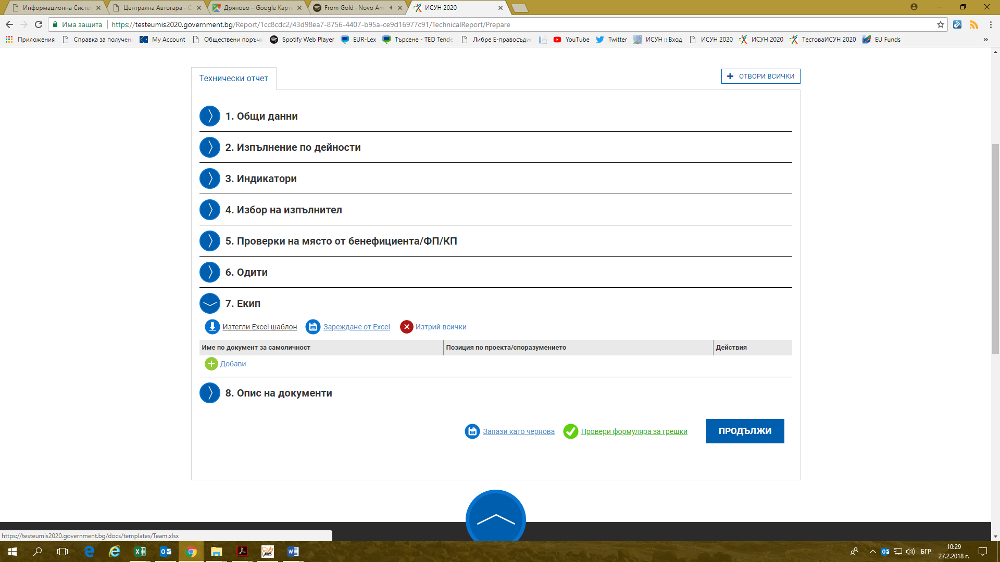 Информационна Систе
Централна Автогара - С
Дряново – Google Карт
From Gold · Novo Am
ИСУН 2020
Има защита
https://testeumis2020.government.bg/Report/1cc8cdc2/43d98ea7-8756-4407-b95a-ce9d16977c91/TechnicalReport/Prepare
Приложения
Справка за получен
My Account
Обществени поръч
Spotify Web Player
EUR-Lex
Търсене - TED Tende
Либре Е-правосъди
YouTube
Twitter
ИСУН :: Вход
ИСУН 2020
ИСУН 2020
ТестоваИСУН 2020
EU Funds
»
Технически отчет
ОТВОРИ ВСИЧКИ
1. Общи данни
2. Изпълнение по дейности
3. Индикатори
4. Избор на изпълнител
5. Проверки на място от бенефициента/ФП/КП
6. Одити
7. Екип
Изтегли Excel шаблон
Зареждане от Excel
Изтрий всички
Име по документ за самоличност
Позиция по проекта/споразумението
Действия
Добави
8. Опис на документи
Запази като чернова
Провери формуляра за грешки
ПРОДЪЛЖИ
https://testeumis2020.government.bg/docs/templates/Team.xlsx
БГР
10:29
27.2.2018 г.